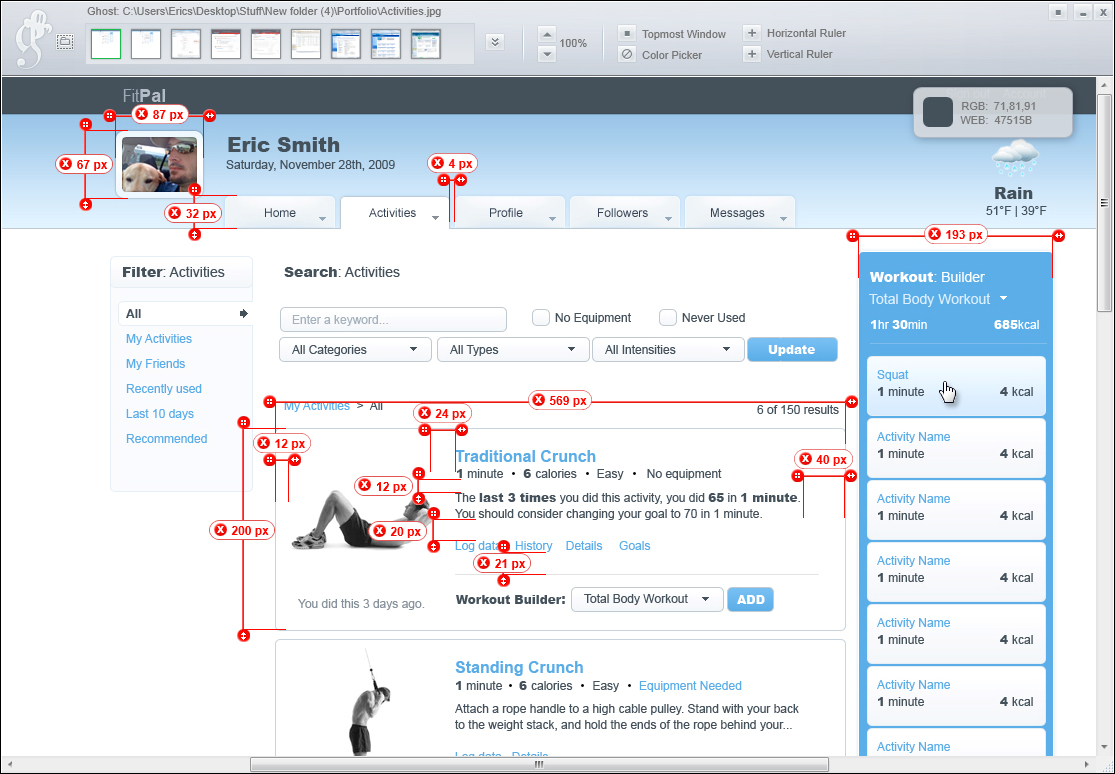 Ghost: C:\Users\Erics\Desktop\Stuff\New folder (4)\Portfolio\Activities.jpg
100%
Topmost Window
Horizontal Ruler
Color Picker
Vertical Ruler
FitPal
RGB: 71,81,91
WEB: 47515B
87 px
Eric Smith
Saturday, November 28th, 2009
67 px
4 px
Rain
51°F | 39°F
32 px
Home
Activities
Profile
Followers
Messages
193 px
Filter: Activities
Search: Activities
Workout: Builder
Total Body Workout
1hr 30min
685kcal
All
My Activities
My Friends
Recently used
Last 10 days
Recommended
Enter a keyword...
No Equipment
Never Used
All Categories
All Types
All Intensities
Update
569 px
My Activities > All
6 of 150 results
24 px
12 px
40 px
12 px
20 px
200 px
21 px
Traditional Crunch
1 minute • 6 calories • Easy • No equipment
The last 3 times you did this activity, you did 65 in 1 minute.
You should consider changing your goal to 70 in 1 minute.
Log data History Details Goals
You did this 3 days ago.
Workout Builder: Total Body Workout ADD
Standing Crunch
1 minute • 6 calories • Easy • Equipment Needed
Attach a rope handle to a high cable pulley. Stand with your back
to the weight stack, and hold the ends of the rope behind your...
Log data Details
Squat
1 minute 4 kcal
Activity Name
1 minute 4 kcal
Activity Name
1 minute 4 kcal
Activity Name
1 minute 4 kcal
Activity Name
1 minute 4 kcal
Activity Name
1 minute 4 kcal
Activity Name